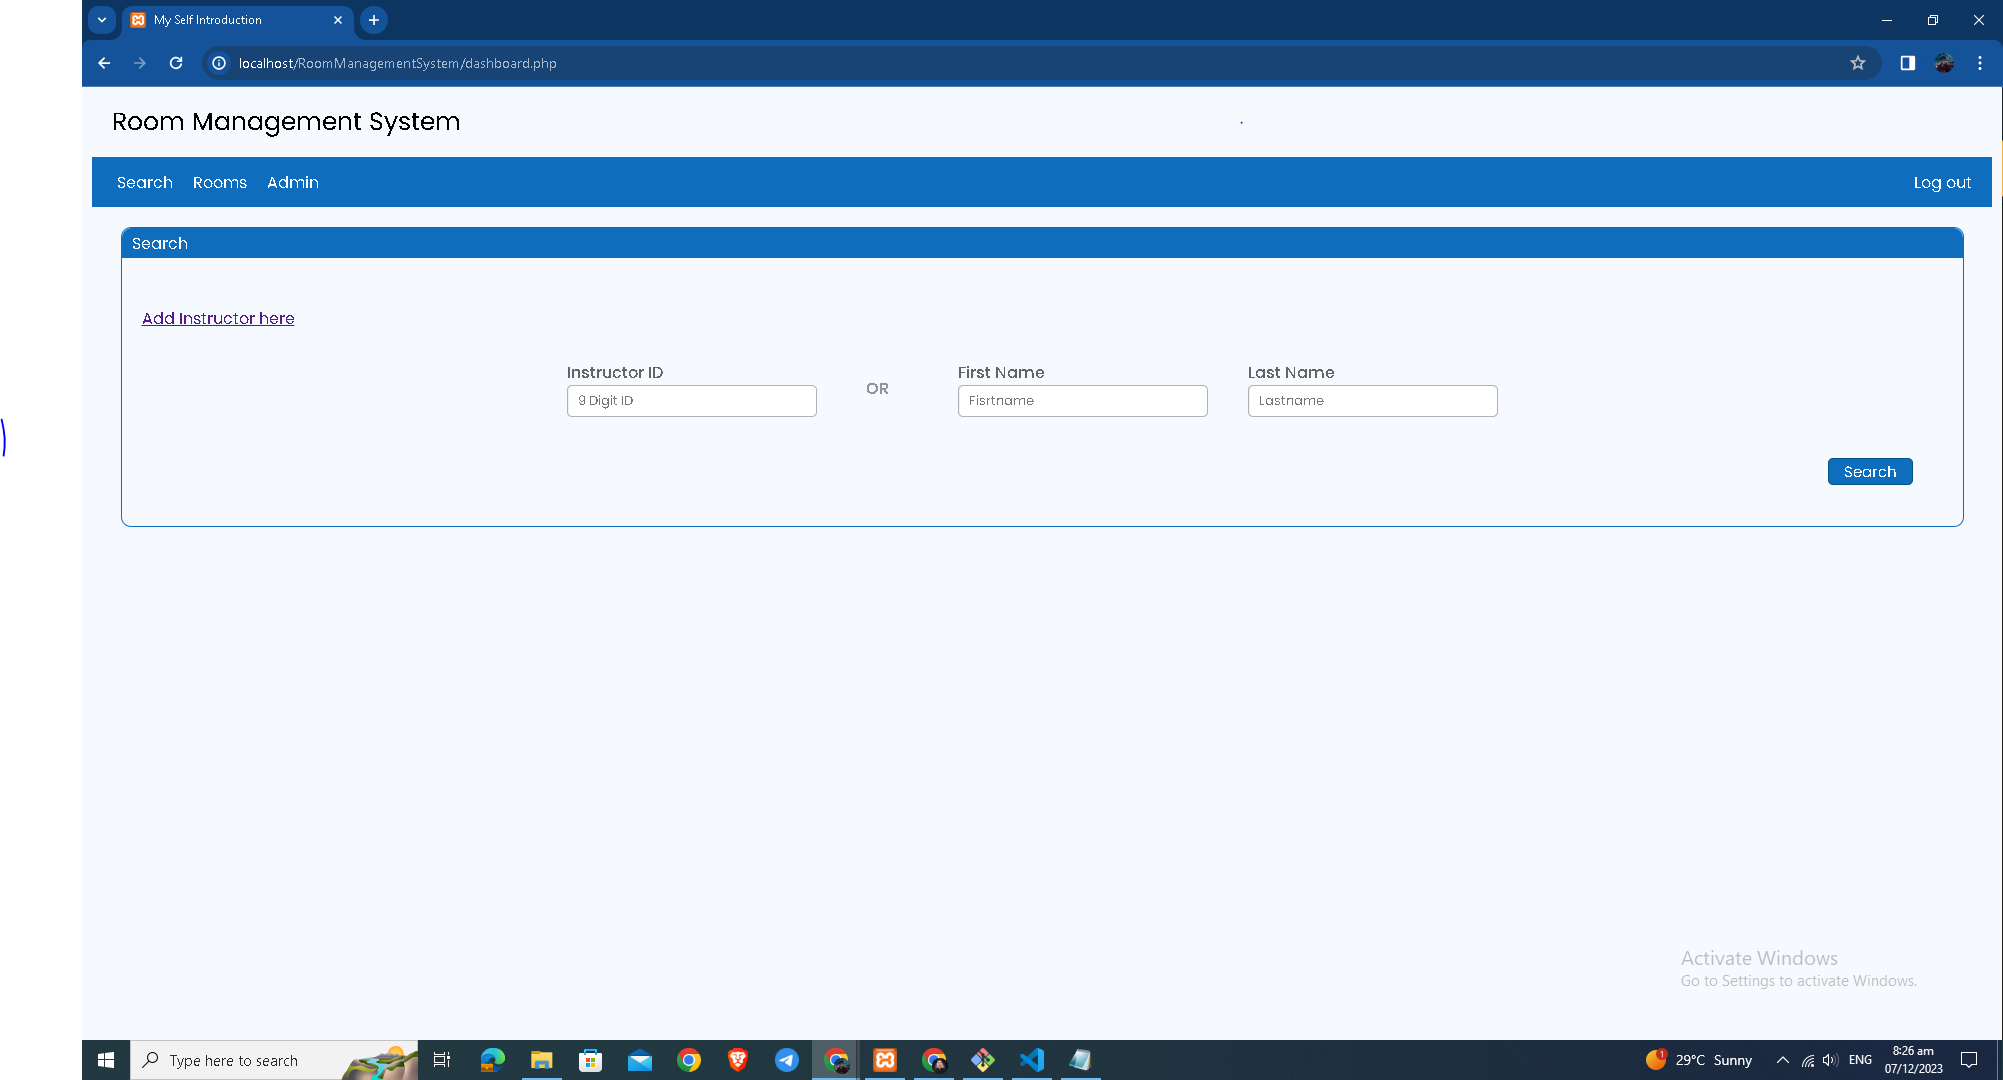 My Self Introduction
localhost/RoomManagementSystem/dashboard.php
Room Management System
Search Rooms Admin Log out
Search
Add Instructor here
Instructor ID First Name Last Name
OR
9 Digit ID Fisrtname Lastname
Search
Activate Windows
Go to Settings to activate Windows.
Type here to search 1 29°C Sunny ENG 8:26 am
07/12/2023